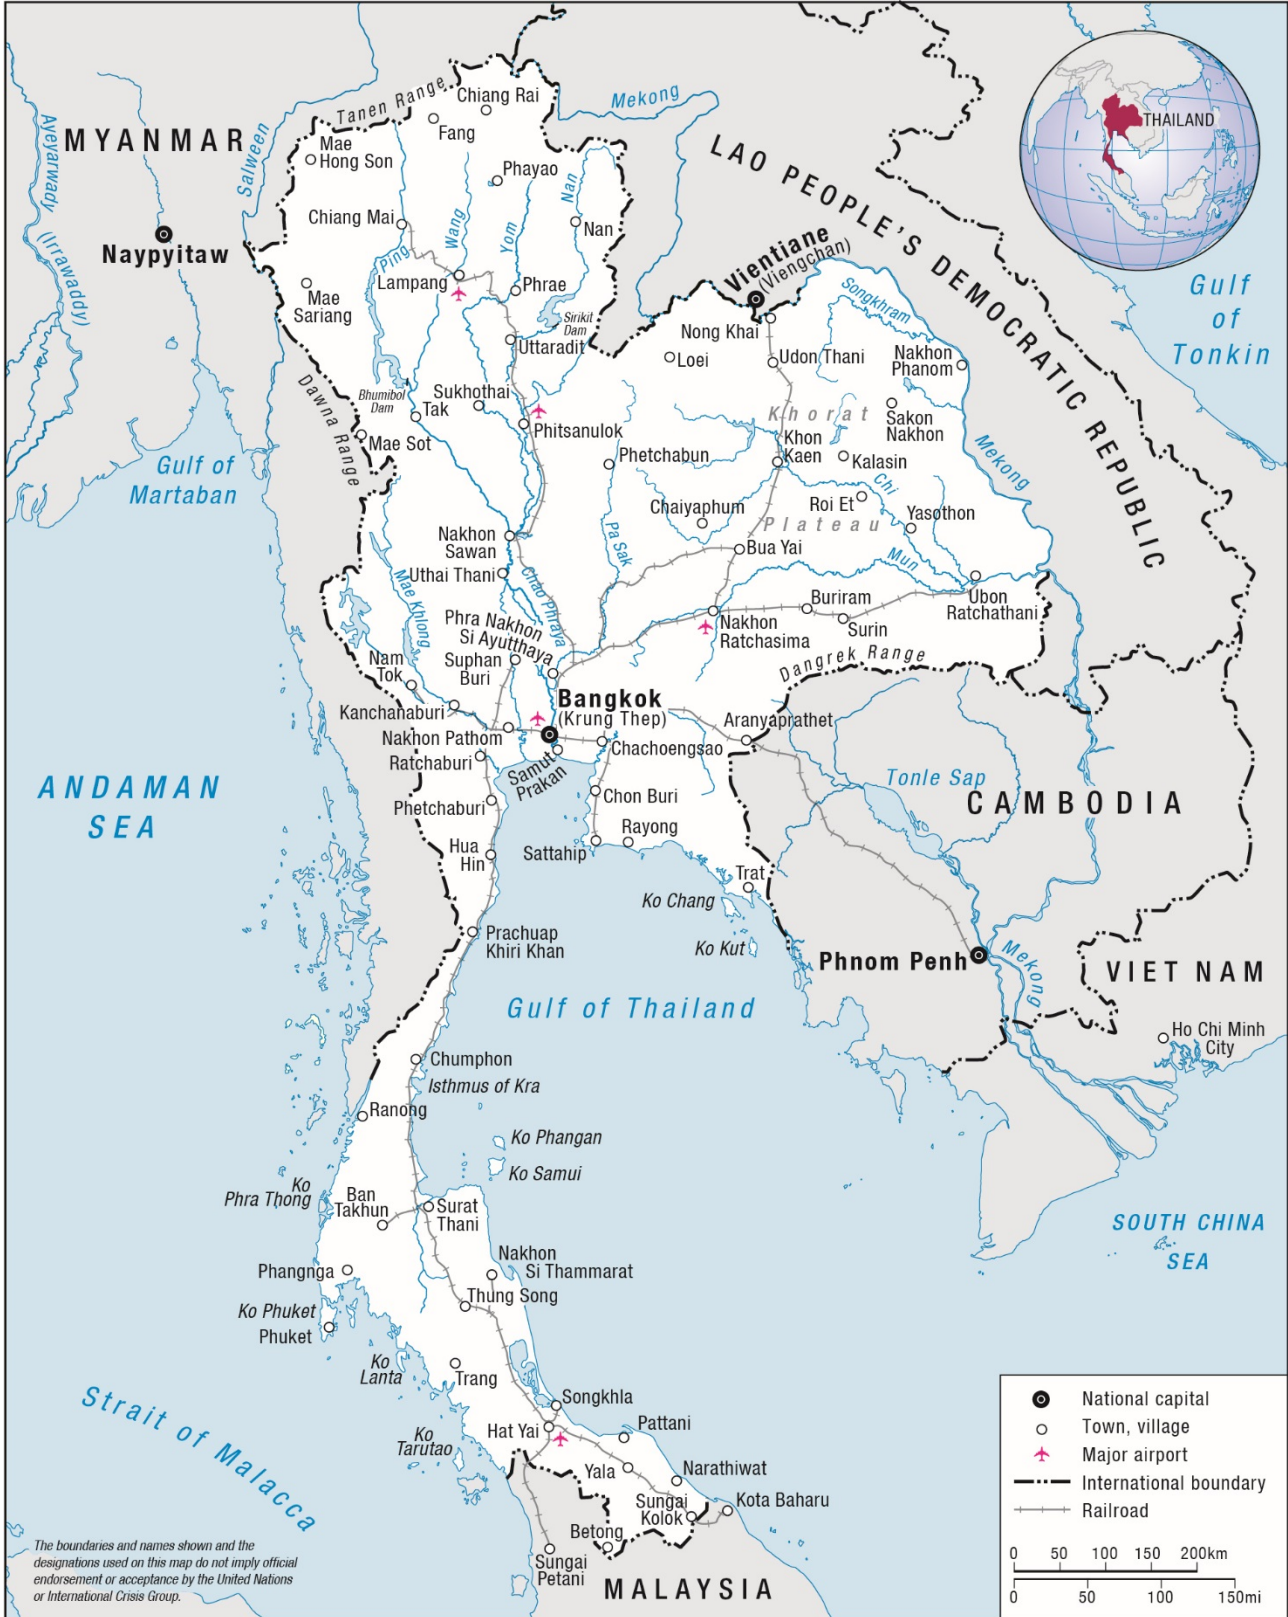 Chiang Rai
Tanen Range
Fang
Mekong
THAILAND
MYANMAR
Salween
Ayeyarwady
(Irrawaddy)
Mae
Hong Son
Phayao
Nan
LAO PEOPLE'S DEMOCRATIC REPUBLIC
Chiang Mai
Wang
Yom
Nan
Naypyitaw
Ping
Vientiane
(Viengchan)
Lampang
Phrae
Mae
Sariang
Sirikit
Dam
Songkhram
Gulf
of
Tonkin
Nong Khai
Uttaradit
Loei
Udon Thani
Nakhon
Phanom
Dawna Range
Bhumibol
Dam
Sukhothai
Tak
Khorat
Sakon
Nakhon
Phitsanulok
Mae Sot
Khon
Kaen
Mekong
Gulf of
Martaban
Phetchabun
Kalasin
Chi
Chaiyaphum
Roi Et
Yasothon
Plateau
Nakhon
Sawan
Pa Sak
Bua Yai
Mun
Uthai Thani
Chao Phraya
Mae Khlong
Buriram
Ubon
Ratchathani
Phra Nakhon
Si Ayutthaya
Nakhon
Ratchasima
Surin
Nam
Tok
Suphan
Buri
Dangrek Range
Kanchanaburi
Bangkok
(Krung Thep)
Aranyaprathet
Nakhon Pathom
Chachoengsao
Ratchaburi
Samut
Prakan
ANDAMAN
SEA
Tonle Sap
CAMBODIA
Phetchaburi
Chon Buri
Rayong
Hua
Hin
Sattahip
Trat
Ko Chang
Prachuap
Khiri Khan
Ko Kut
Phnom Penh
Mekong
VIET NAM
Gulf of Thailand
Ho Chi Minh
City
Chumphon
Isthmus of Kra
Ranong
Ko Phangan
Ko Samui
Ko
Phra Thong
Ban
Takhun
Surat
Thani
SOUTH CHINA
SEA
Nakhon
Si Thammarat
Phangnga
Thung Song
Ko Phuket
Phuket
Ko
Lanta
Trang
Songkhla
Strait of Malacca
Hat Yai
Pattani
Ko
Tarutao
Yala
Narathiwat
Sungai
Kolok
Kota Baharu
Betong
Sungai
Petani
MALAYSIA
National capital
Town, village
Major airport
International boundary
Railroad
0 50 100 150 200km
0 50 100 150mi
The boundaries and names shown and the
designations used on this map do not imply official
endorsement or acceptance by the United Nations
or International Crisis Group.